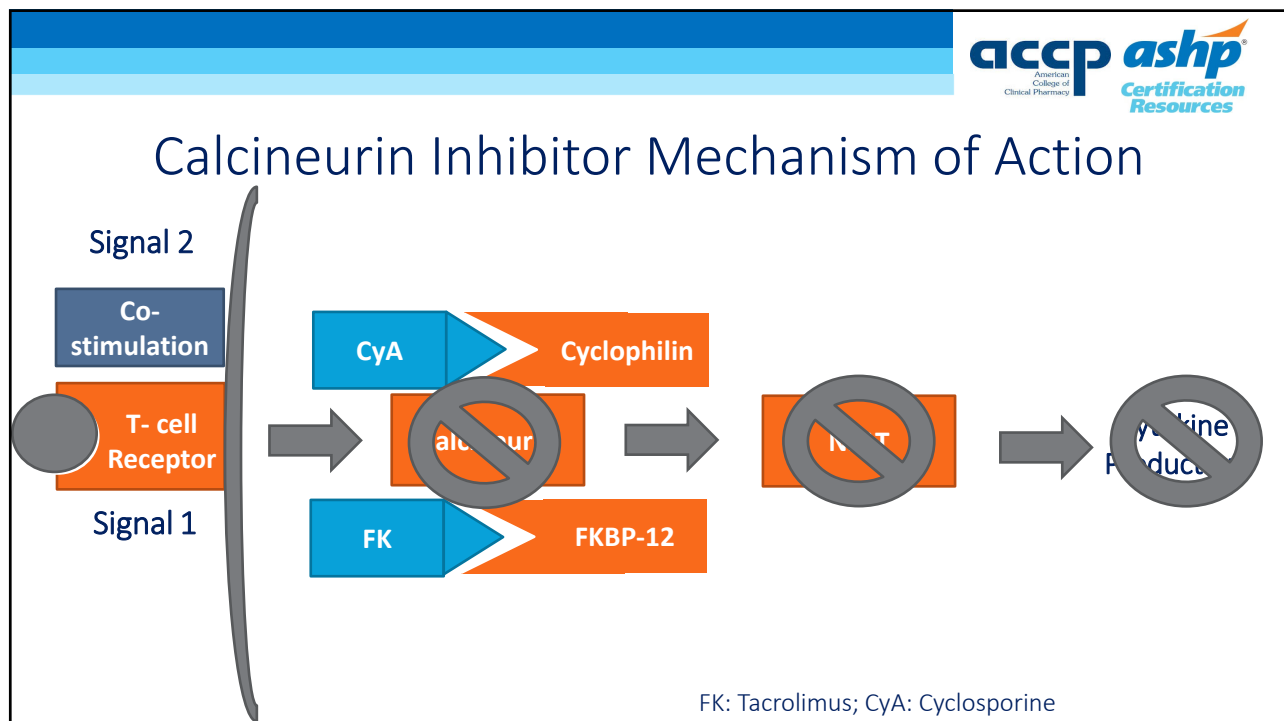 accp
American
College of
Clinical Pharmacy
ashp®
Certification
Resources
Calcineurin Inhibitor Mechanism of Action
Signal 2
Co-
stimulation
T- cell
Receptor
Signal 1
CyA
Cyclophilin
FK
FKBP-12
FK: Tacrolimus; CyA: Cyclosporine